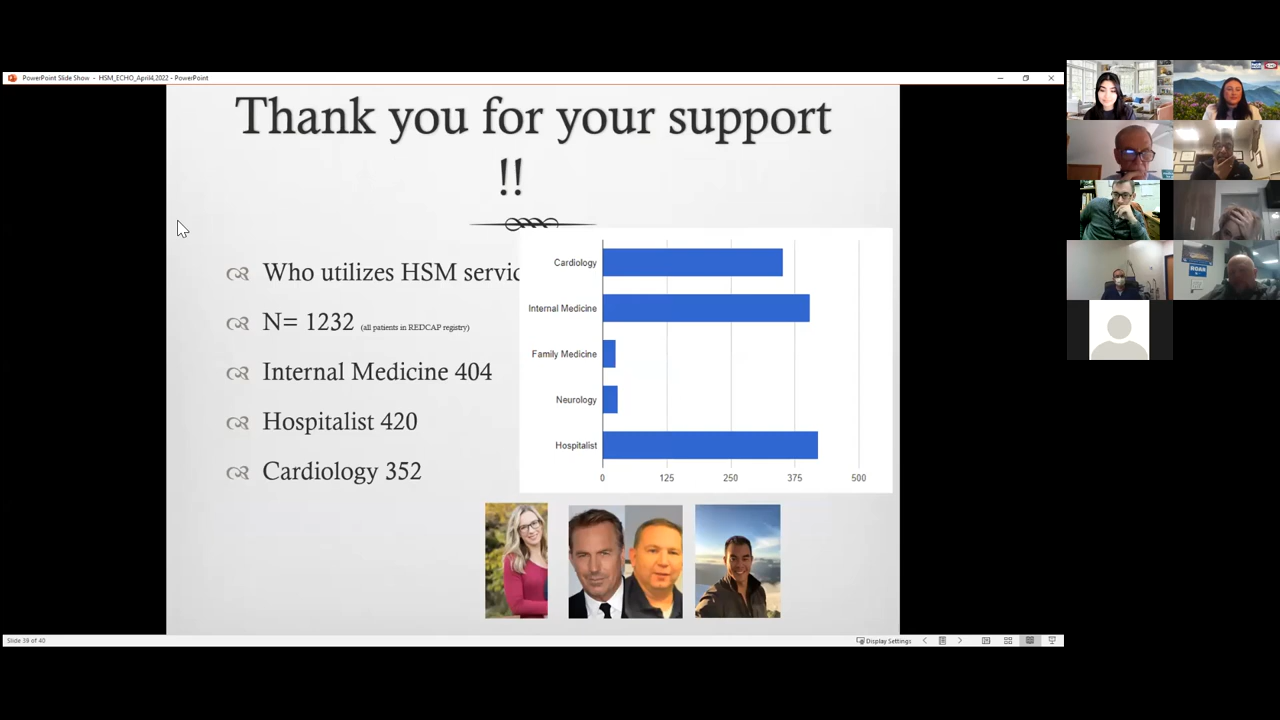 PowerPoint Slide Show - HSM_ECHO_April4,2022 - PowerPoint
Thank you for your support
!!
Who utilizes HSM servic
N= 1232 (all patients in REDCAP registry)
Internal Medicine 404
Hospitalist 420
Cardiology 352
Cardiology
Internal Medicine
Family Medicine
Neurology
Hospitalist
0 125 250 375 500
Slide 39 of 40
Display Settings
ROAR